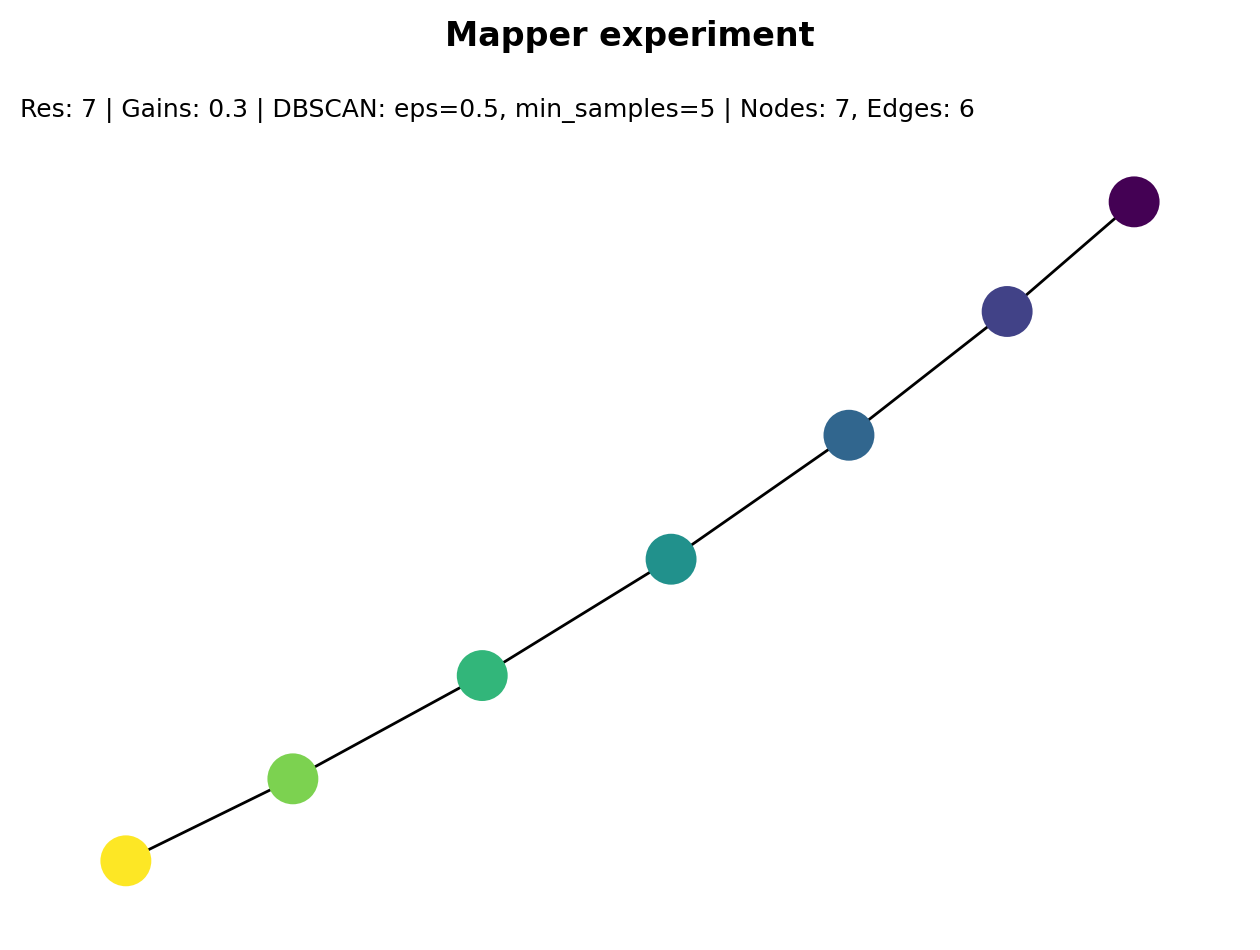 Mapper experiment
Res: 7 | Gains: 0.3 | DBSCAN: eps=0.5, min_samples=5 | Nodes: 7, Edges: 6